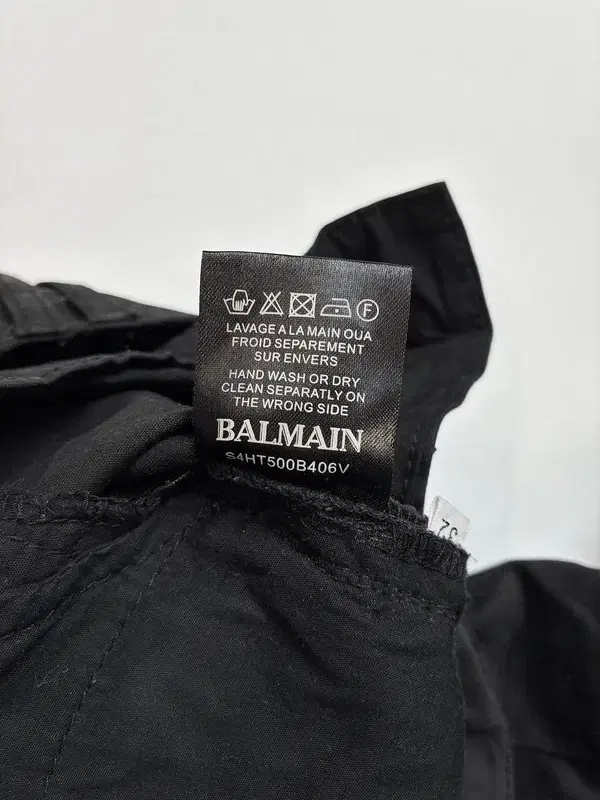 F
LAVAGE A LA MAIN OUA
FROID SEPAREMENT
SUR ENVERS
HAND WASH OR DRY
CLEAN SEPARATLY ON
THE WRONG SIDE
BALMAIN
S4HT500B406V
32